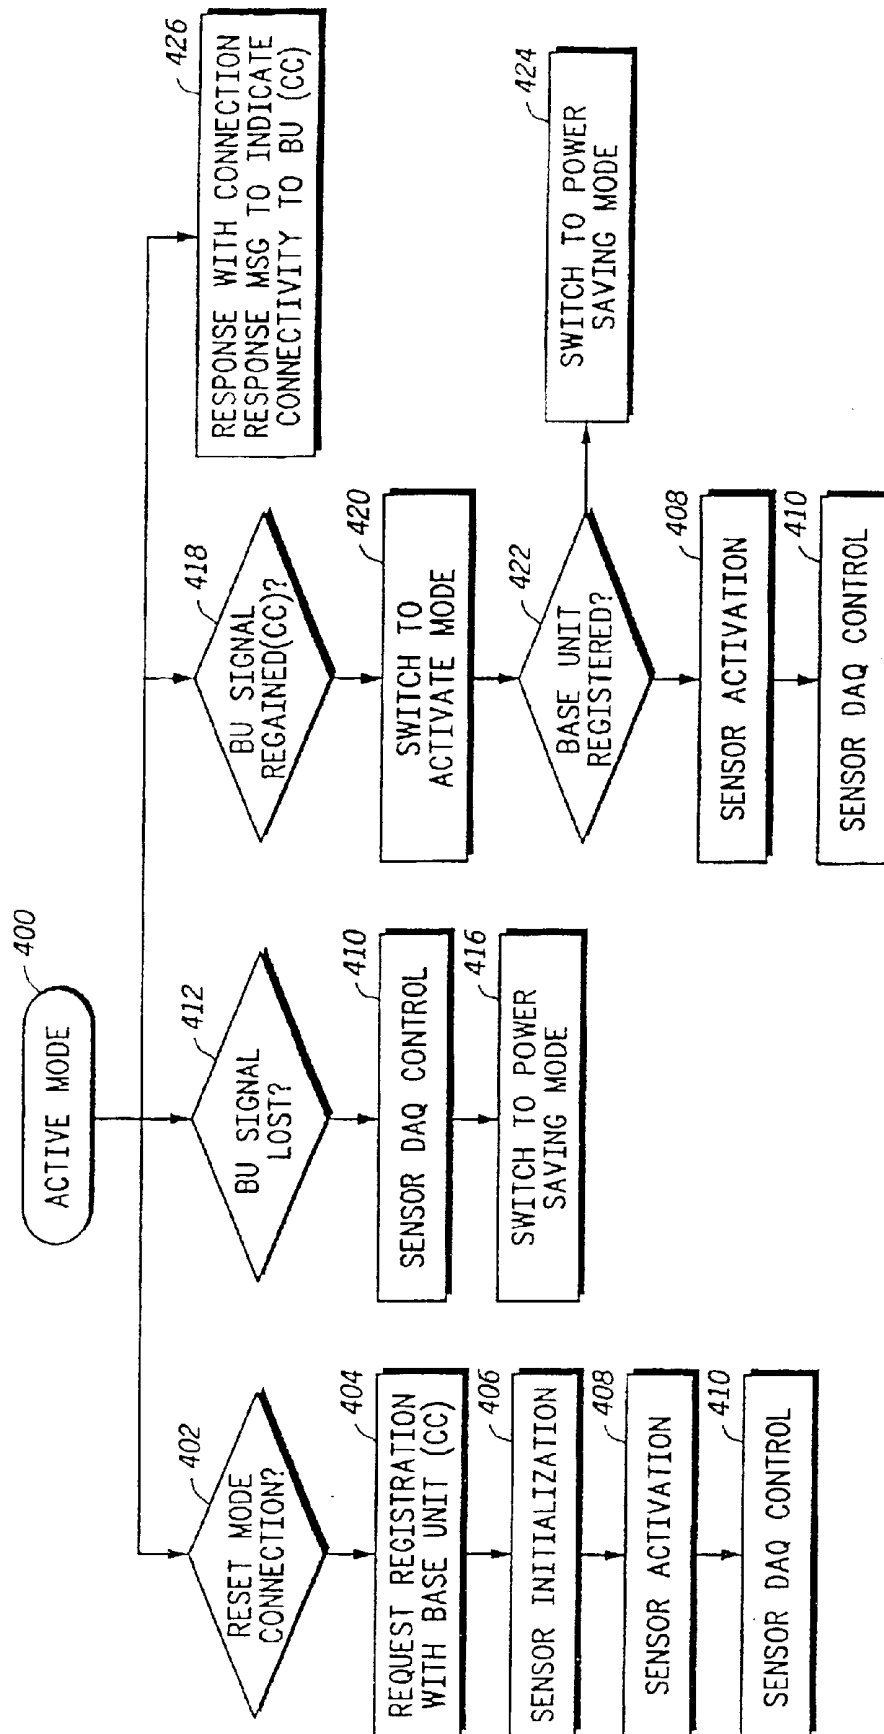 ACTIVE MODE
400
RESET MODE
CONNECTION?
402
REQUEST REGISTRATION
WITH BASE UNIT (CC)
404
SENSOR INITIALIZATION
406
SENSOR ACTIVATION
408
SENSOR DAQ CONTROL
410
BU SIGNAL
LOST?
412
SENSOR DAQ CONTROL
410
SWITCH TO POWER
SAVING MODE
416
BU SIGNAL
REGAINED(CC)?
418
SWITCH TO
ACTIVATE MODE
420
BASE UNIT
REGISTERED?
422
SWITCH TO POWER
SAVING MODE
424
SENSOR ACTIVATION
408
SENSOR DAQ CONTROL
410
RESPONSE WITH CONNECTION
RESPONSE MSG TO INDICATE
CONNECTIVITY TO BU (CC)
426